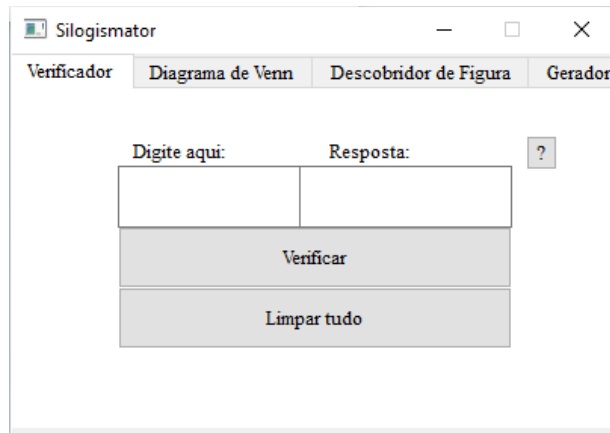 Silogismator
Verificador Diagrama de Venn Descobridor de Figura Gerador
Digite aqui: Resposta: ?
Verificar
Limpar tudo